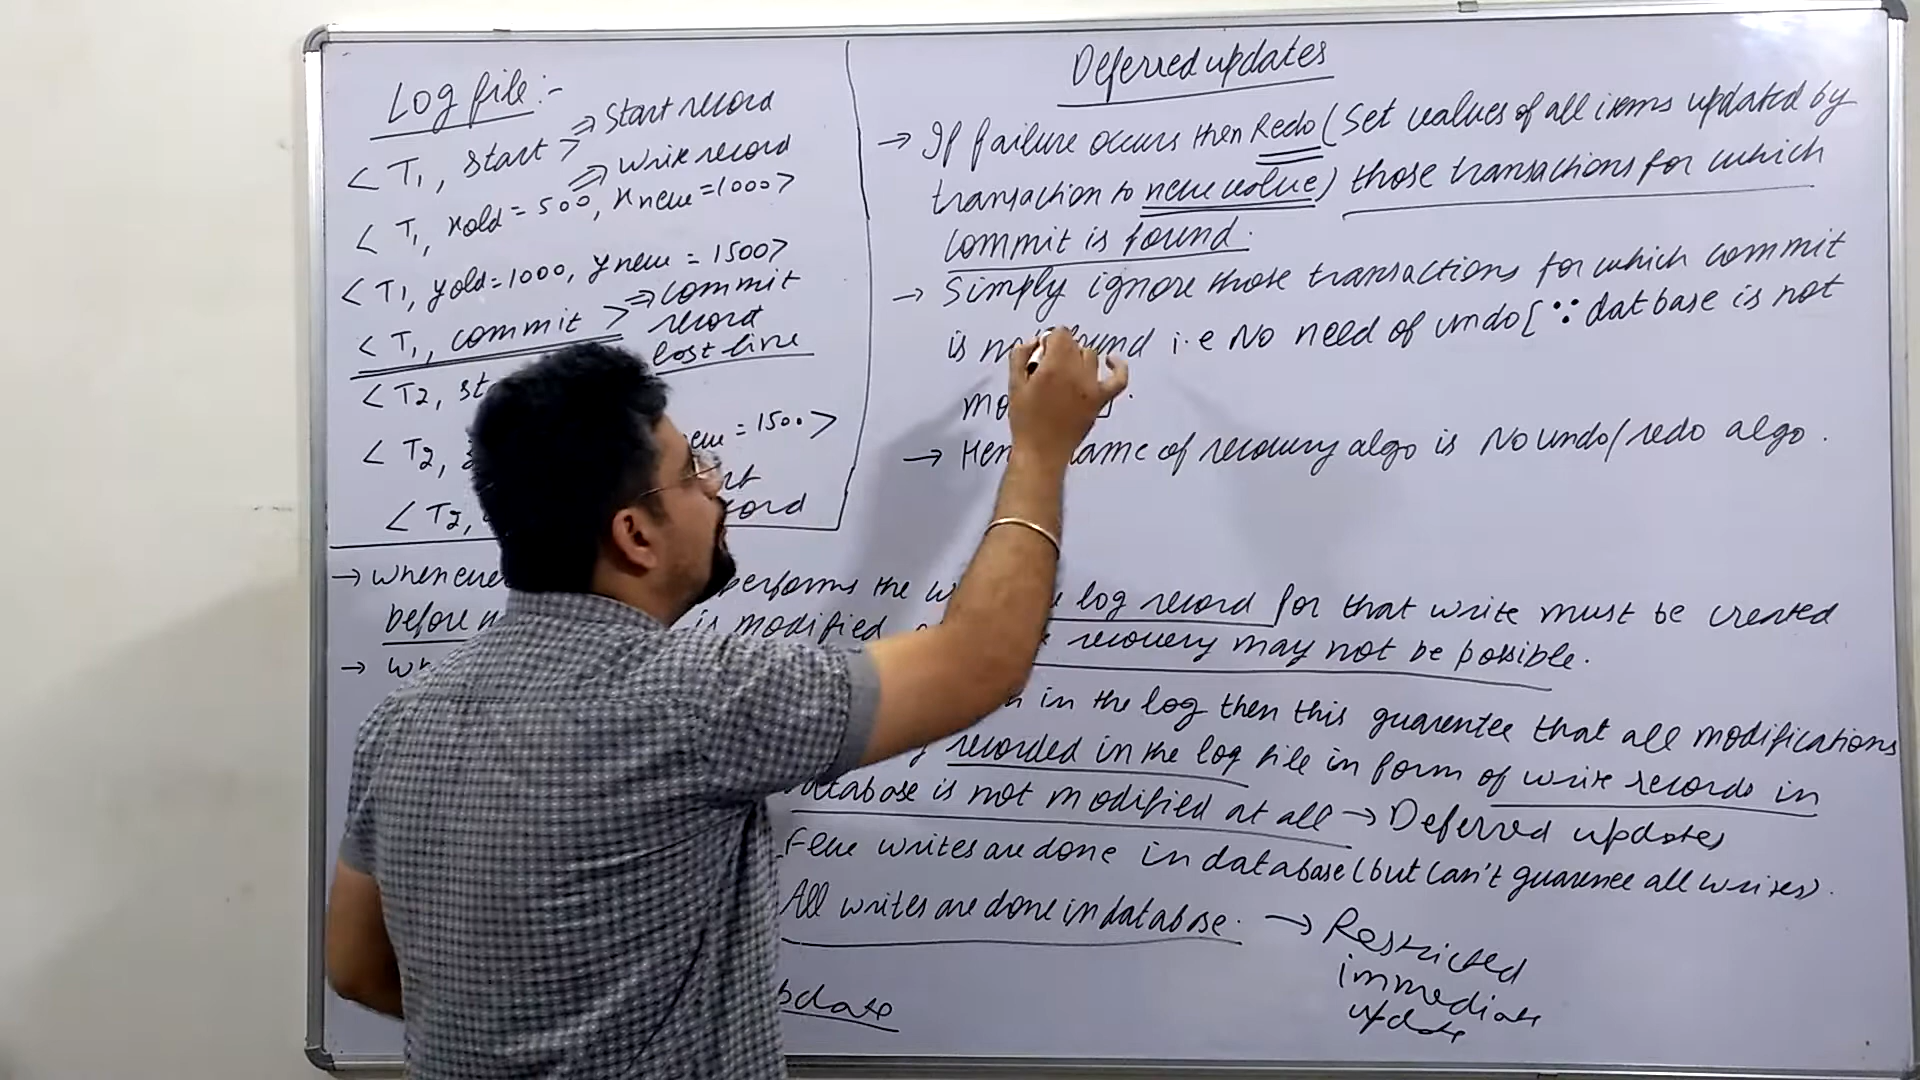 Log file :-
< T1, Start > ⇒ Start record
⇒ write record
< T1, xold = 500, xnew = 1000 >
< T1, yold = 1000, ynew = 1500 >
< T1, commit > ⇒ commit
record
lost line
< T2, st
< T2, new = 1500 >
< T2, ord
Deferred updates
→ If failure occurs then Redo ( Set values of all items updated by
transaction to new value ) those transactions for which
commit is found.
→ Simply ignore those transactions for which commit
is not found i.e No need of undo [ ∵ datbase is not
mo ].
→ Hen name of recovery algo is No undo / redo algo.
→ whenever performs the w log record for that write must be created
before is modified recovery may not be possible.
→ in the log then this guarentee that all modifications
recorded in the log file in form of write records in
database is not modified at all → Deferred updates
Few writes are done in database ( but can't guarenee all writes ).
All writes are done in database. → Restricted
immediate
update
pdate